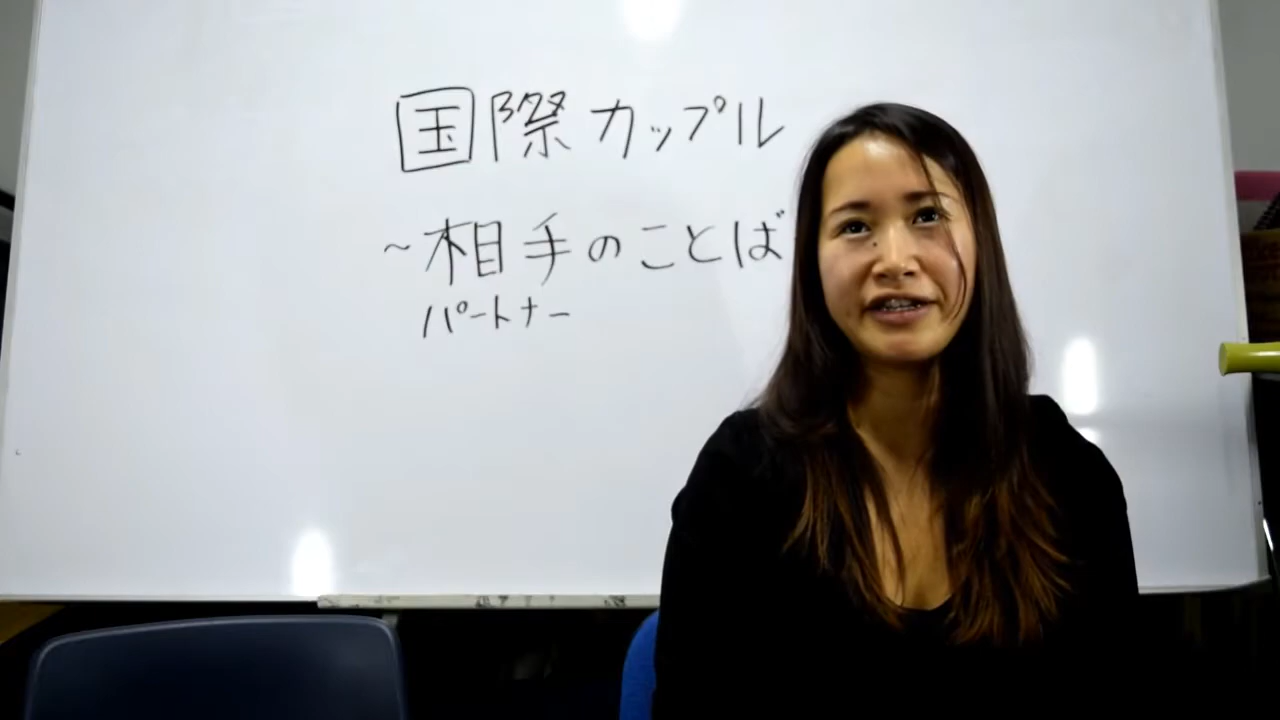 国際カップル
~相手のことば
パートナー